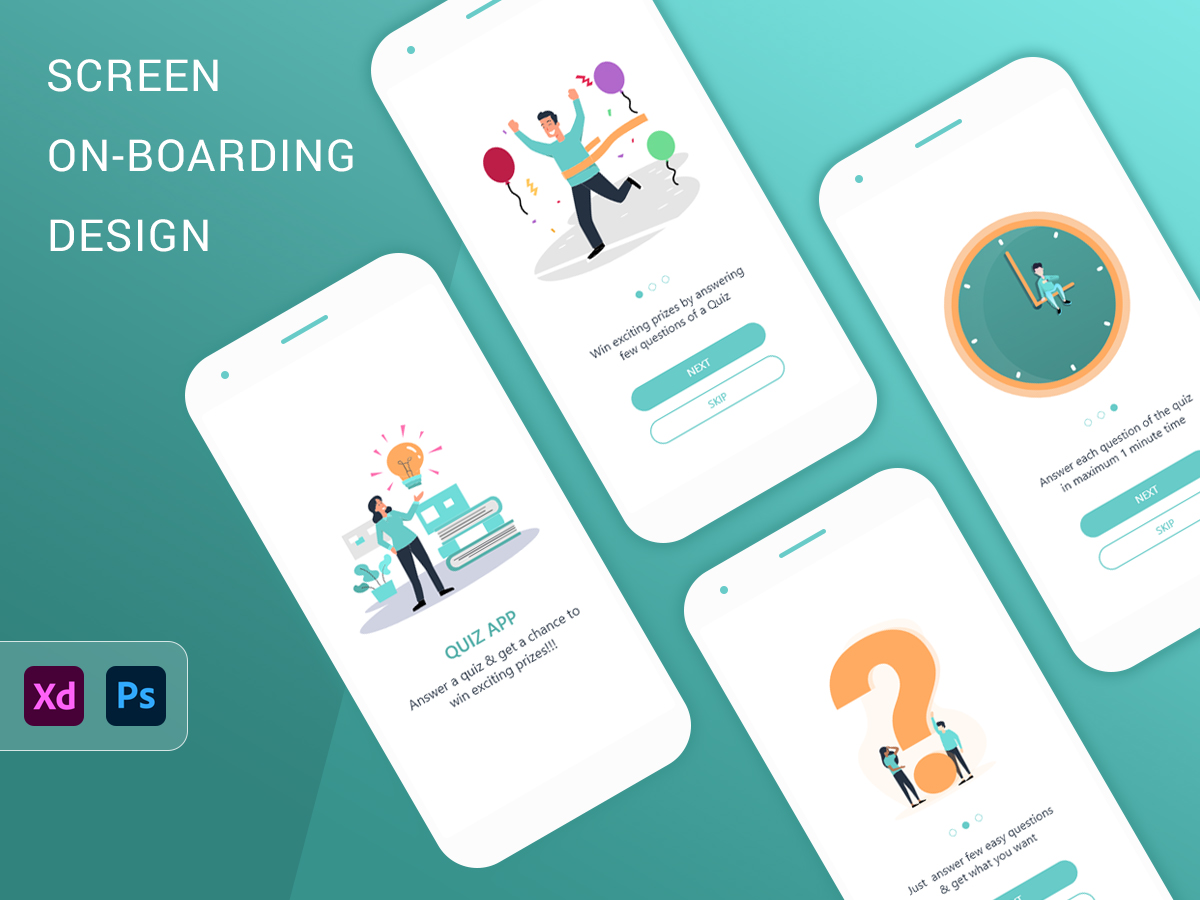 SCREEN
ON-BOARDING
DESIGN
Xd
Ps
QUIZ APP
Answer a quiz & get a chance to
win exciting prizes!!!
Win exciting prizes by answering
few questions of a Quiz
NEXT
SKIP
Just answer few easy questions
& get what you want
NEXT
Answer each question of the quiz
in maximum 1 minute time
NEXT
SKIP